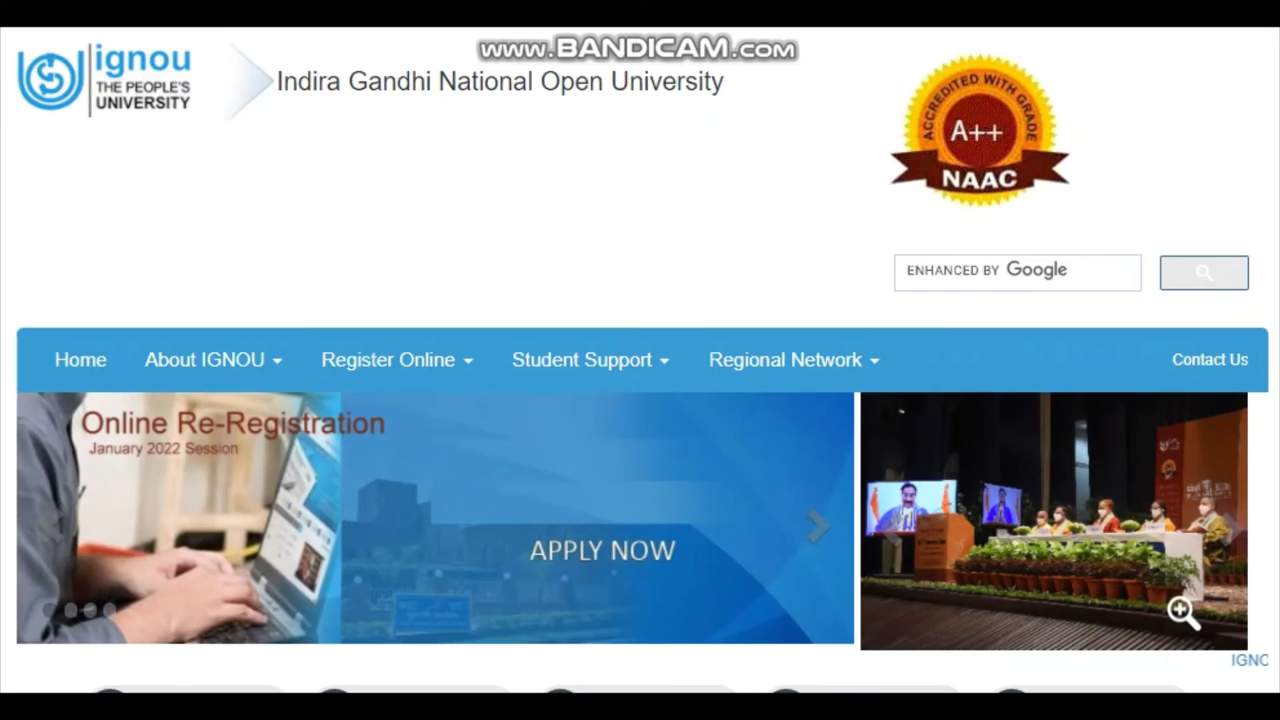 www.BANDICAM.com
ignou
THE PEOPLE'S
UNIVERSITY
Indira Gandhi National Open University
ACCREDITED WITH GRADE
A++
NAAC
ENHANCED BY Google
Home
About IGNOU
Register Online
Student Support
Regional Network
Contact Us
Online Re-Registration
January 2022 Session
APPLY NOW
IGNO